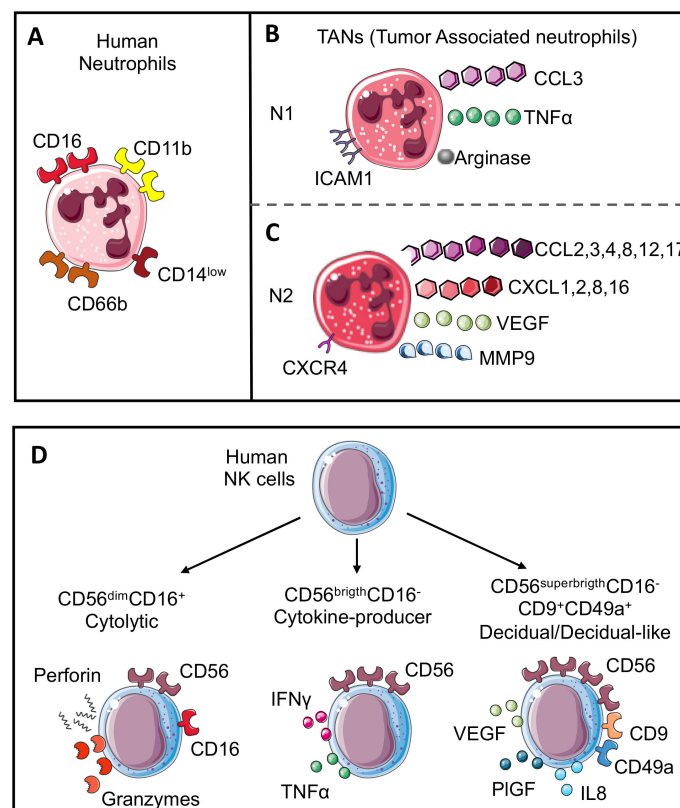 A
Human
Neutrophils
CD16
CD11b
CD14low
CD66b
B
TANs (Tumor Associated neutrophils)
N1
CCL3
TNFα
Arginase
ICAM1
C
N2
CCL2,3,4,8,12,17
CXCL1,2,8,16
VEGF
MMP9
CXCR4
D
Human
NK cells
CD56dimCD16+
Cytolytic
Perforin
CD56
CD16
Granzymes
CD56brigthCD16-
Cytokine-producer
CD56
IFNγ
TNFα
CD56superbrigthCD16-
CD9+CD49a+
Decidual/Decidual-like
CD56
VEGF
CD9
CD49a
PlGF
IL8